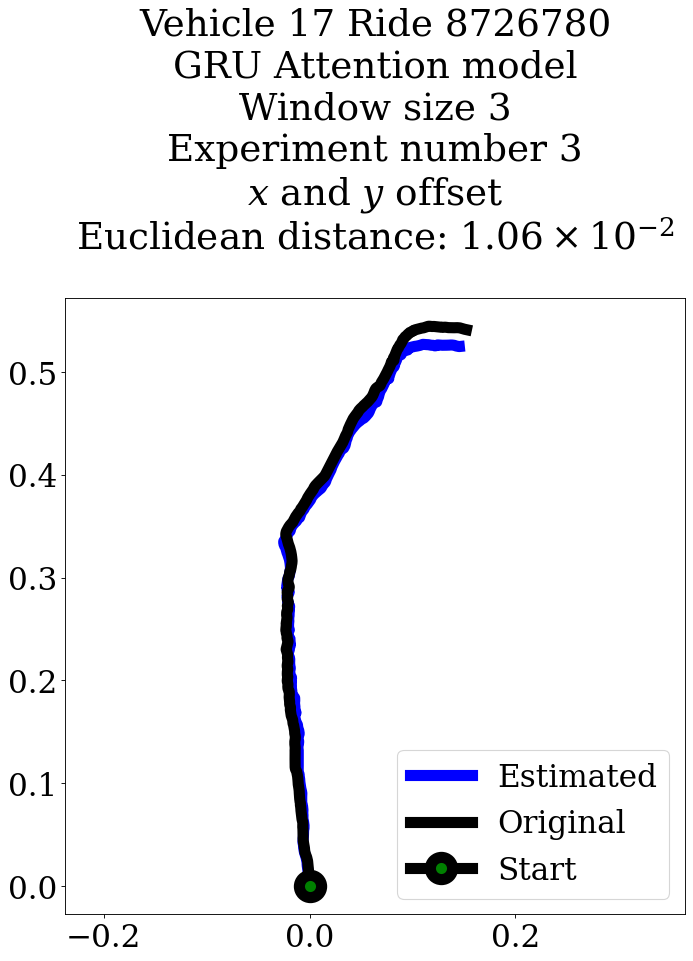 Vehicle 17 Ride 8726780
GRU Attention model
Window size 3
Experiment number 3
x and y offset
Euclidean distance: 1.06 × 10⁻²
0.5
0.4
0.3
0.2
0.1
0.0
Estimated
Original
Start
−0.2
0.0
0.2